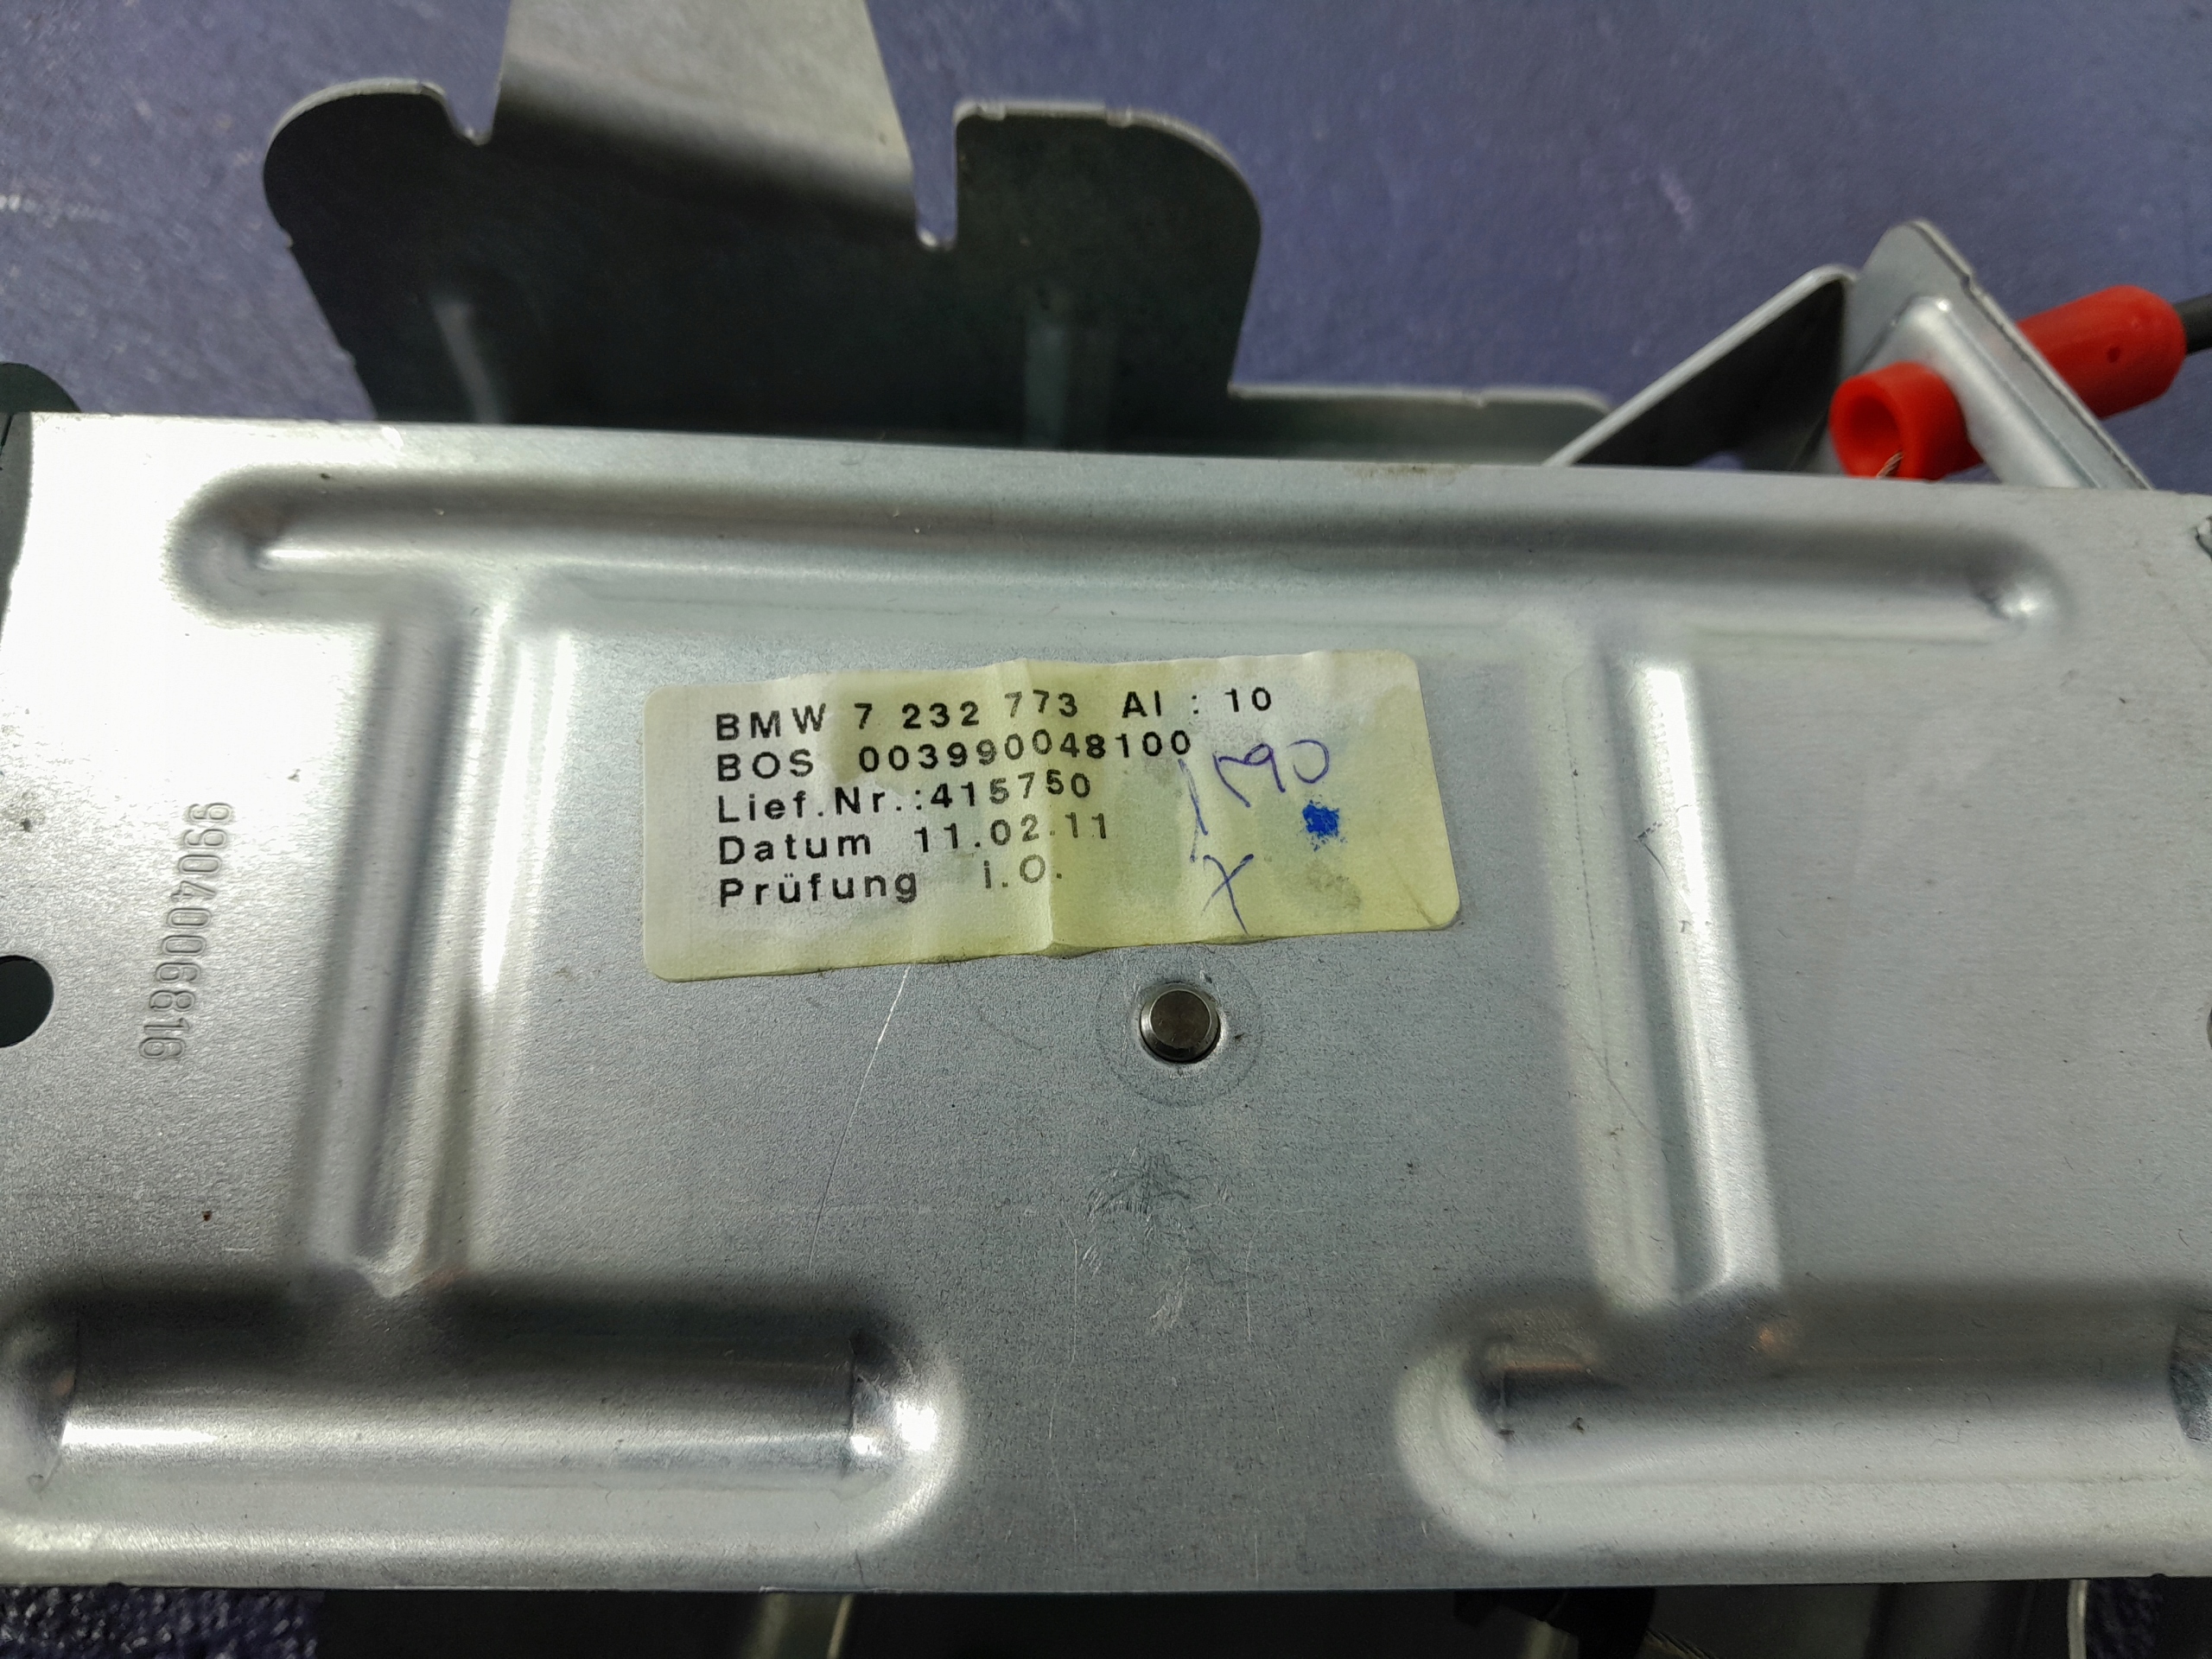 BMW 7 232 773 AI : 10
BOS 003990048100
Lief.Nr.:415750
Datum 11.02.11
Prüfung i.O.
9904006816